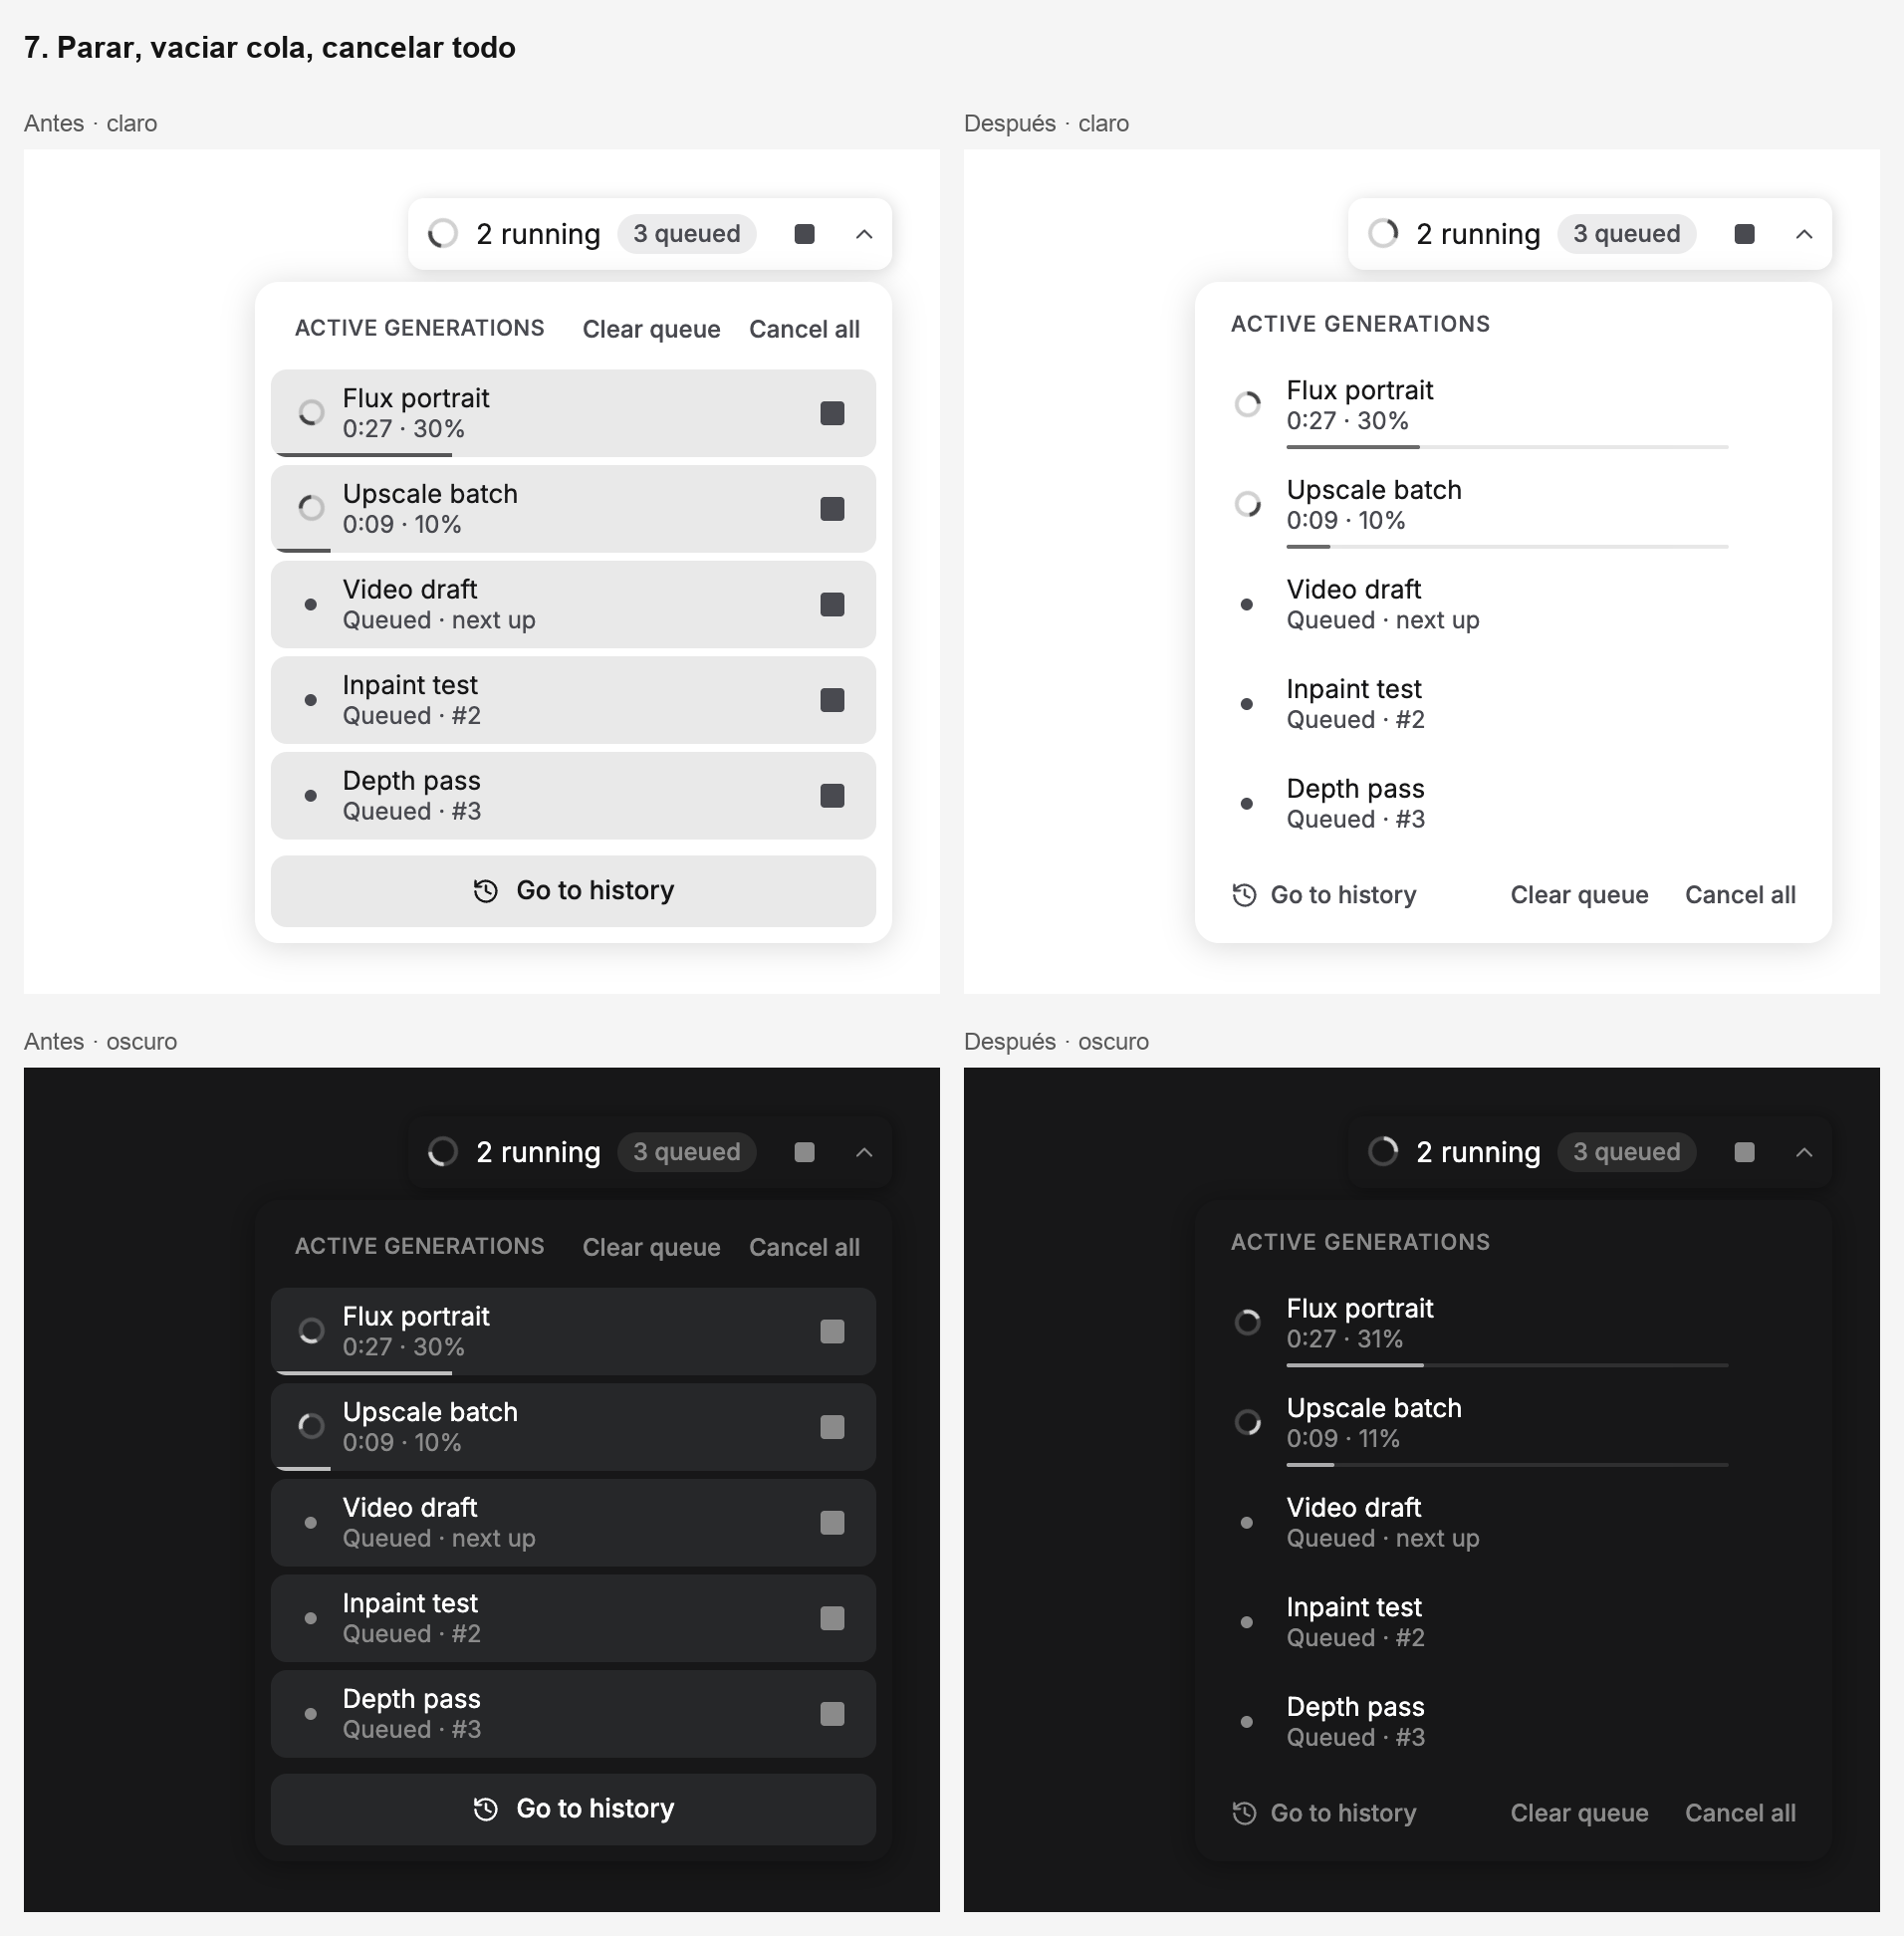 7. Parar, vaciar cola, cancelar todo
Antes · claro
2 running 3 queued
ACTIVE GENERATIONS Clear queue Cancel all
Flux portrait
0:27 · 30%
Upscale batch
0:09 · 10%
Video draft
Queued · next up
Inpaint test
Queued · #2
Depth pass
Queued · #3
Go to history
Después · claro
2 running 3 queued
ACTIVE GENERATIONS
Flux portrait
0:27 · 30%
Upscale batch
0:09 · 10%
Video draft
Queued · next up
Inpaint test
Queued · #2
Depth pass
Queued · #3
Go to history Clear queue Cancel all
Antes · oscuro
2 running 3 queued
ACTIVE GENERATIONS Clear queue Cancel all
Flux portrait
0:27 · 30%
Upscale batch
0:09 · 10%
Video draft
Queued · next up
Inpaint test
Queued · #2
Depth pass
Queued · #3
Go to history
Después · oscuro
2 running 3 queued
ACTIVE GENERATIONS
Flux portrait
0:27 · 31%
Upscale batch
0:09 · 11%
Video draft
Queued · next up
Inpaint test
Queued · #2
Depth pass
Queued · #3
Go to history Clear queue Cancel all